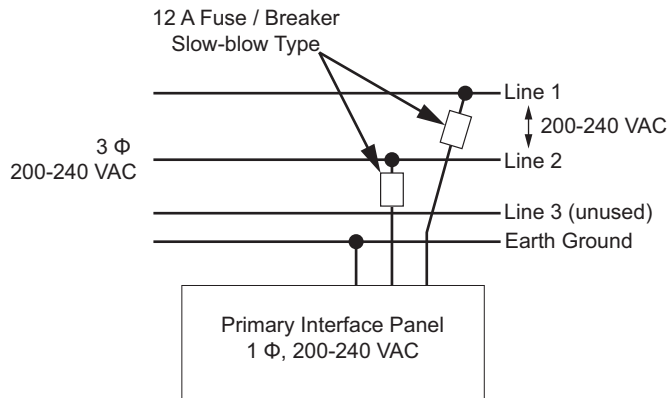 12 A Fuse / Breaker
Slow-blow Type
Line 1
200-240 VAC
3 Φ
200-240 VAC
Line 2
Line 3 (unused)
Earth Ground
Primary Interface Panel
1 Φ, 200-240 VAC